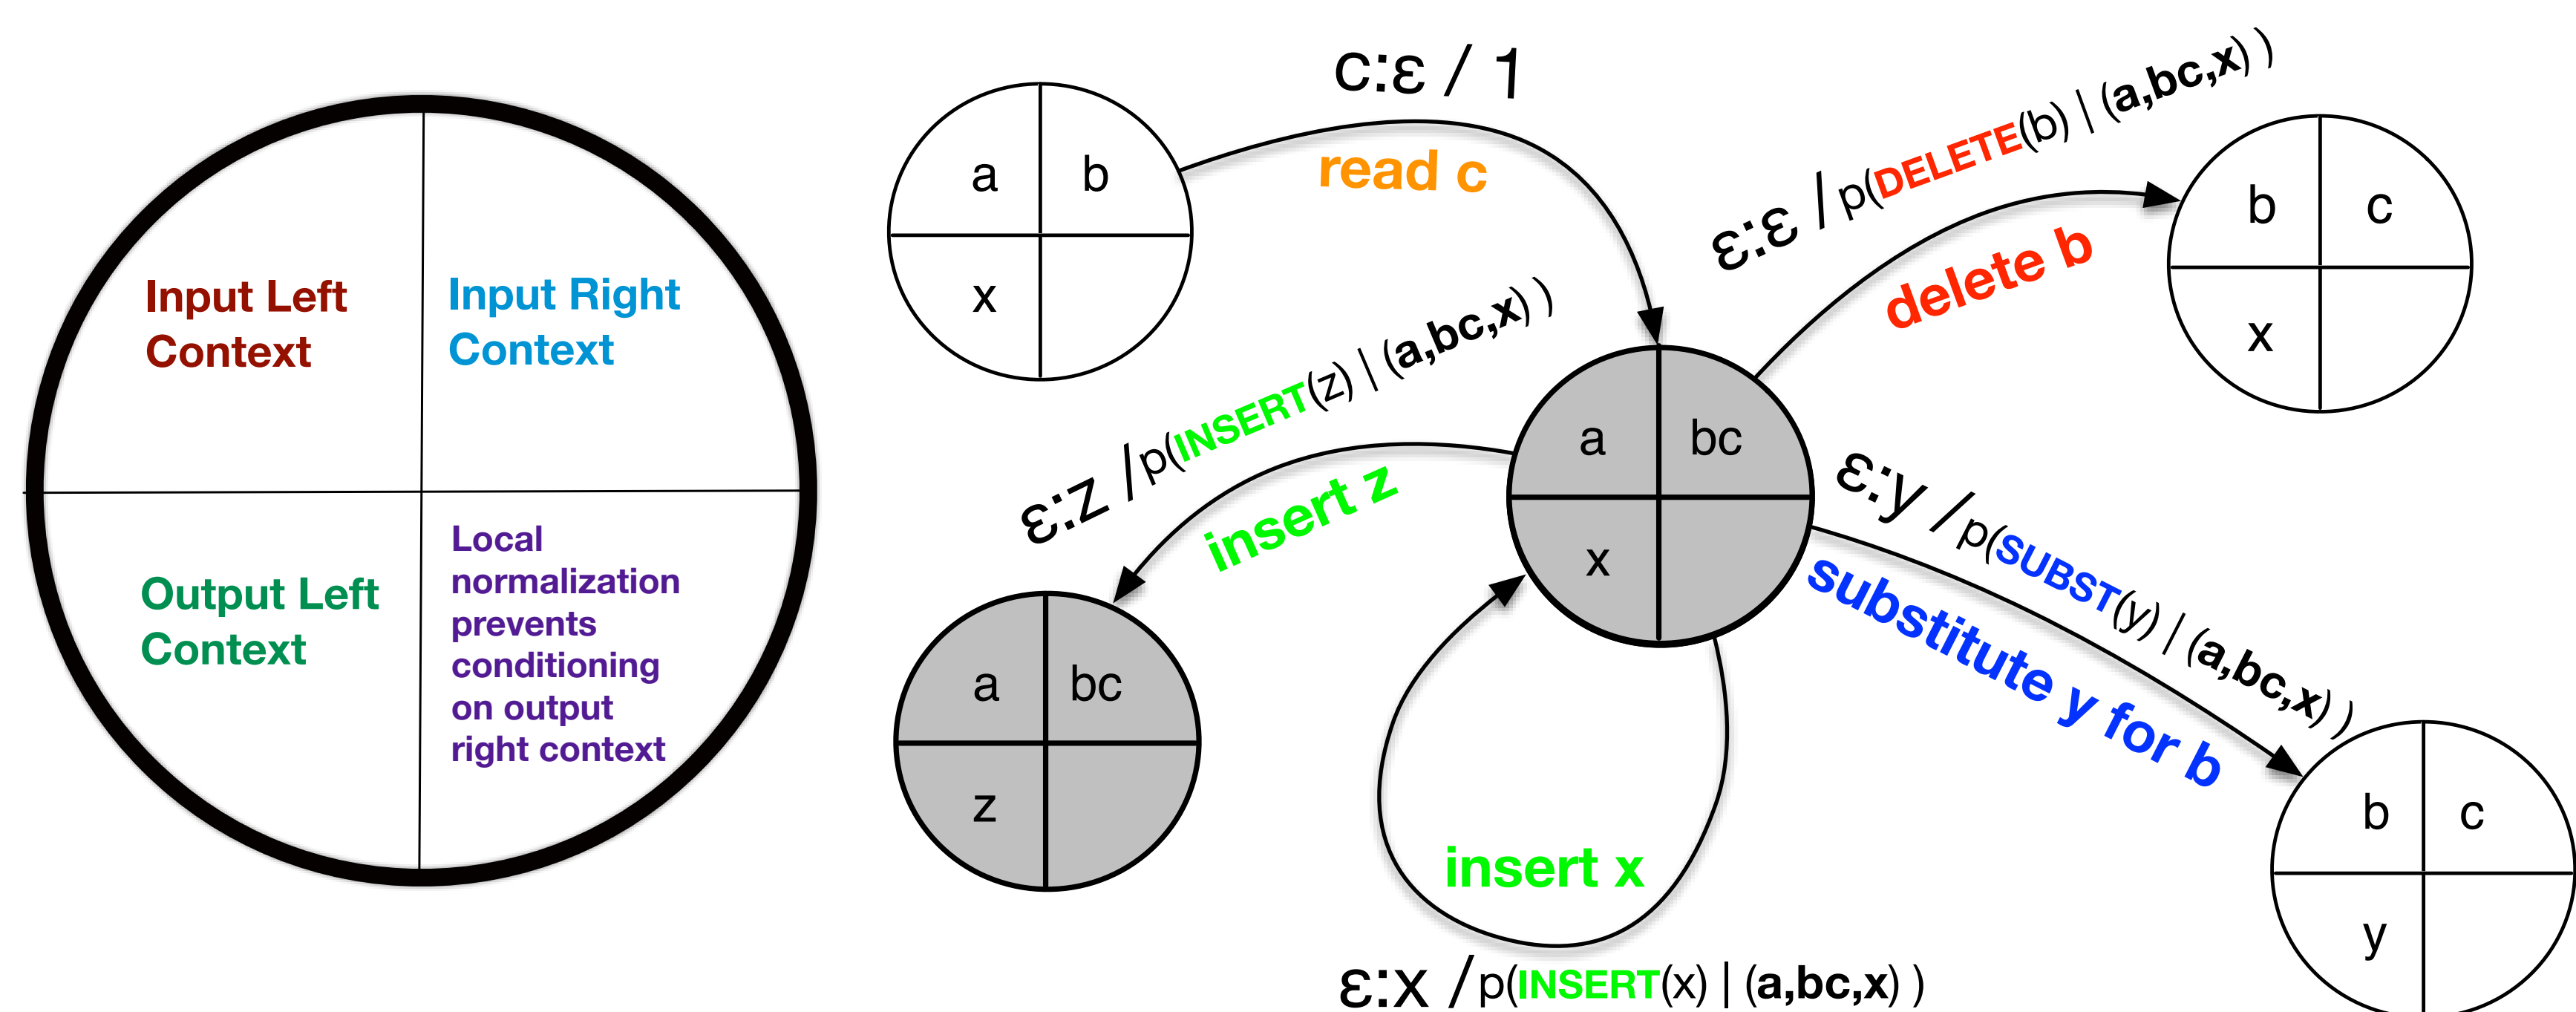 Input Left
Context
Input Right
Context
Output Left
Context
Local
normalization
prevents
conditioning
on output
right context
a b
x
c:ε / 1
read c
ε:ε / p(DELETE(b) | (a,bc,x) )
delete b
b c
x
ε:z / p(INSERT(z) | (a,bc,x) )
insert z
a bc
x
a bc
z
ε:y / p(SUBST(y) | (a,bc,x) )
substitute y for b
b c
y
insert x
ε:x / p(INSERT(x) | (a,bc,x) )